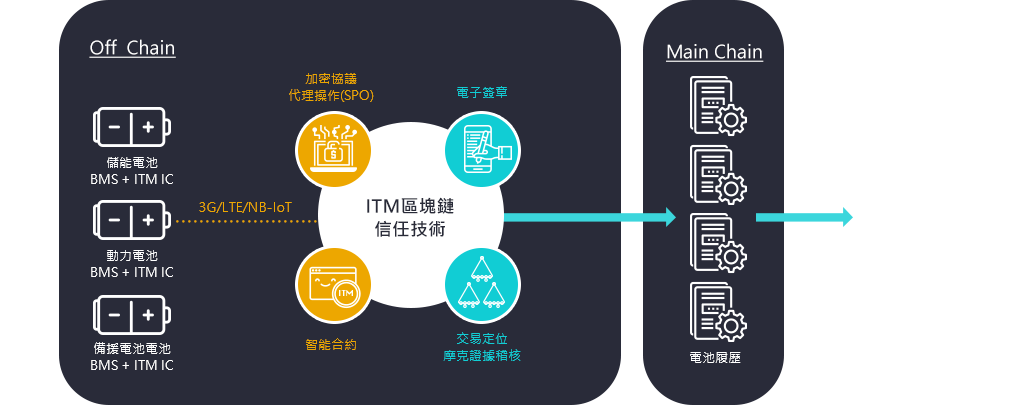 Off Chain
儲能電池
BMS + ITM IC
動力電池
BMS + ITM IC
備援電池電池
BMS + ITM IC
3G/LTE/NB-IoT
加密協議
代理操作(SPO)
電子簽章
ITM區塊鏈
信任技術
ITM
智能合約
交易定位
摩克證據稽核
Main Chain
電池履歷